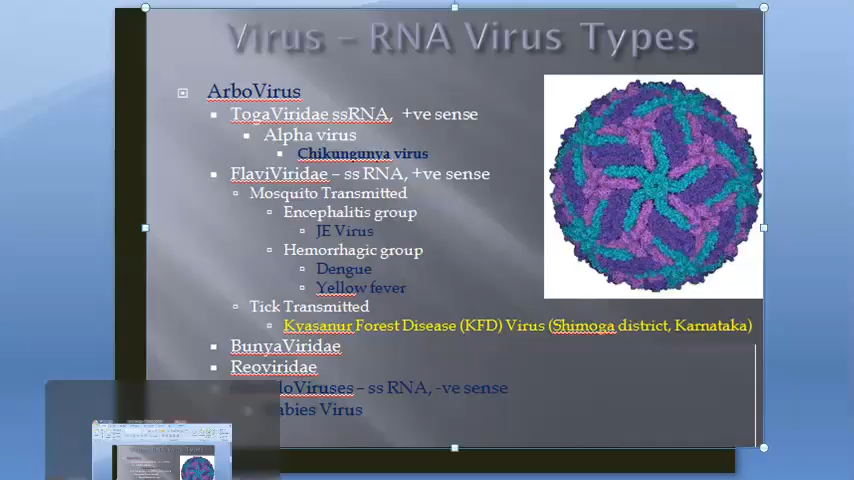 Virus – RNA Virus Types
ArboVirus
TogaViridae ssRNA, +ve sense
Alpha virus
Chikungunya virus
FlaviViridae – ss RNA, +ve sense
Mosquito Transmitted
Encephalitis group
JE Virus
Hemorrhagic group
Dengue
Yellow fever
Tick Transmitted
Kyasanur Forest Disease (KFD) Virus (Shimoga district, Karnataka)
BunyaViridae
Reoviridae
– ss RNA, -ve sense
Virus